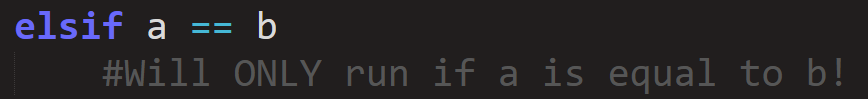 elsif a == b
#Will ONLY run if a is equal to b!